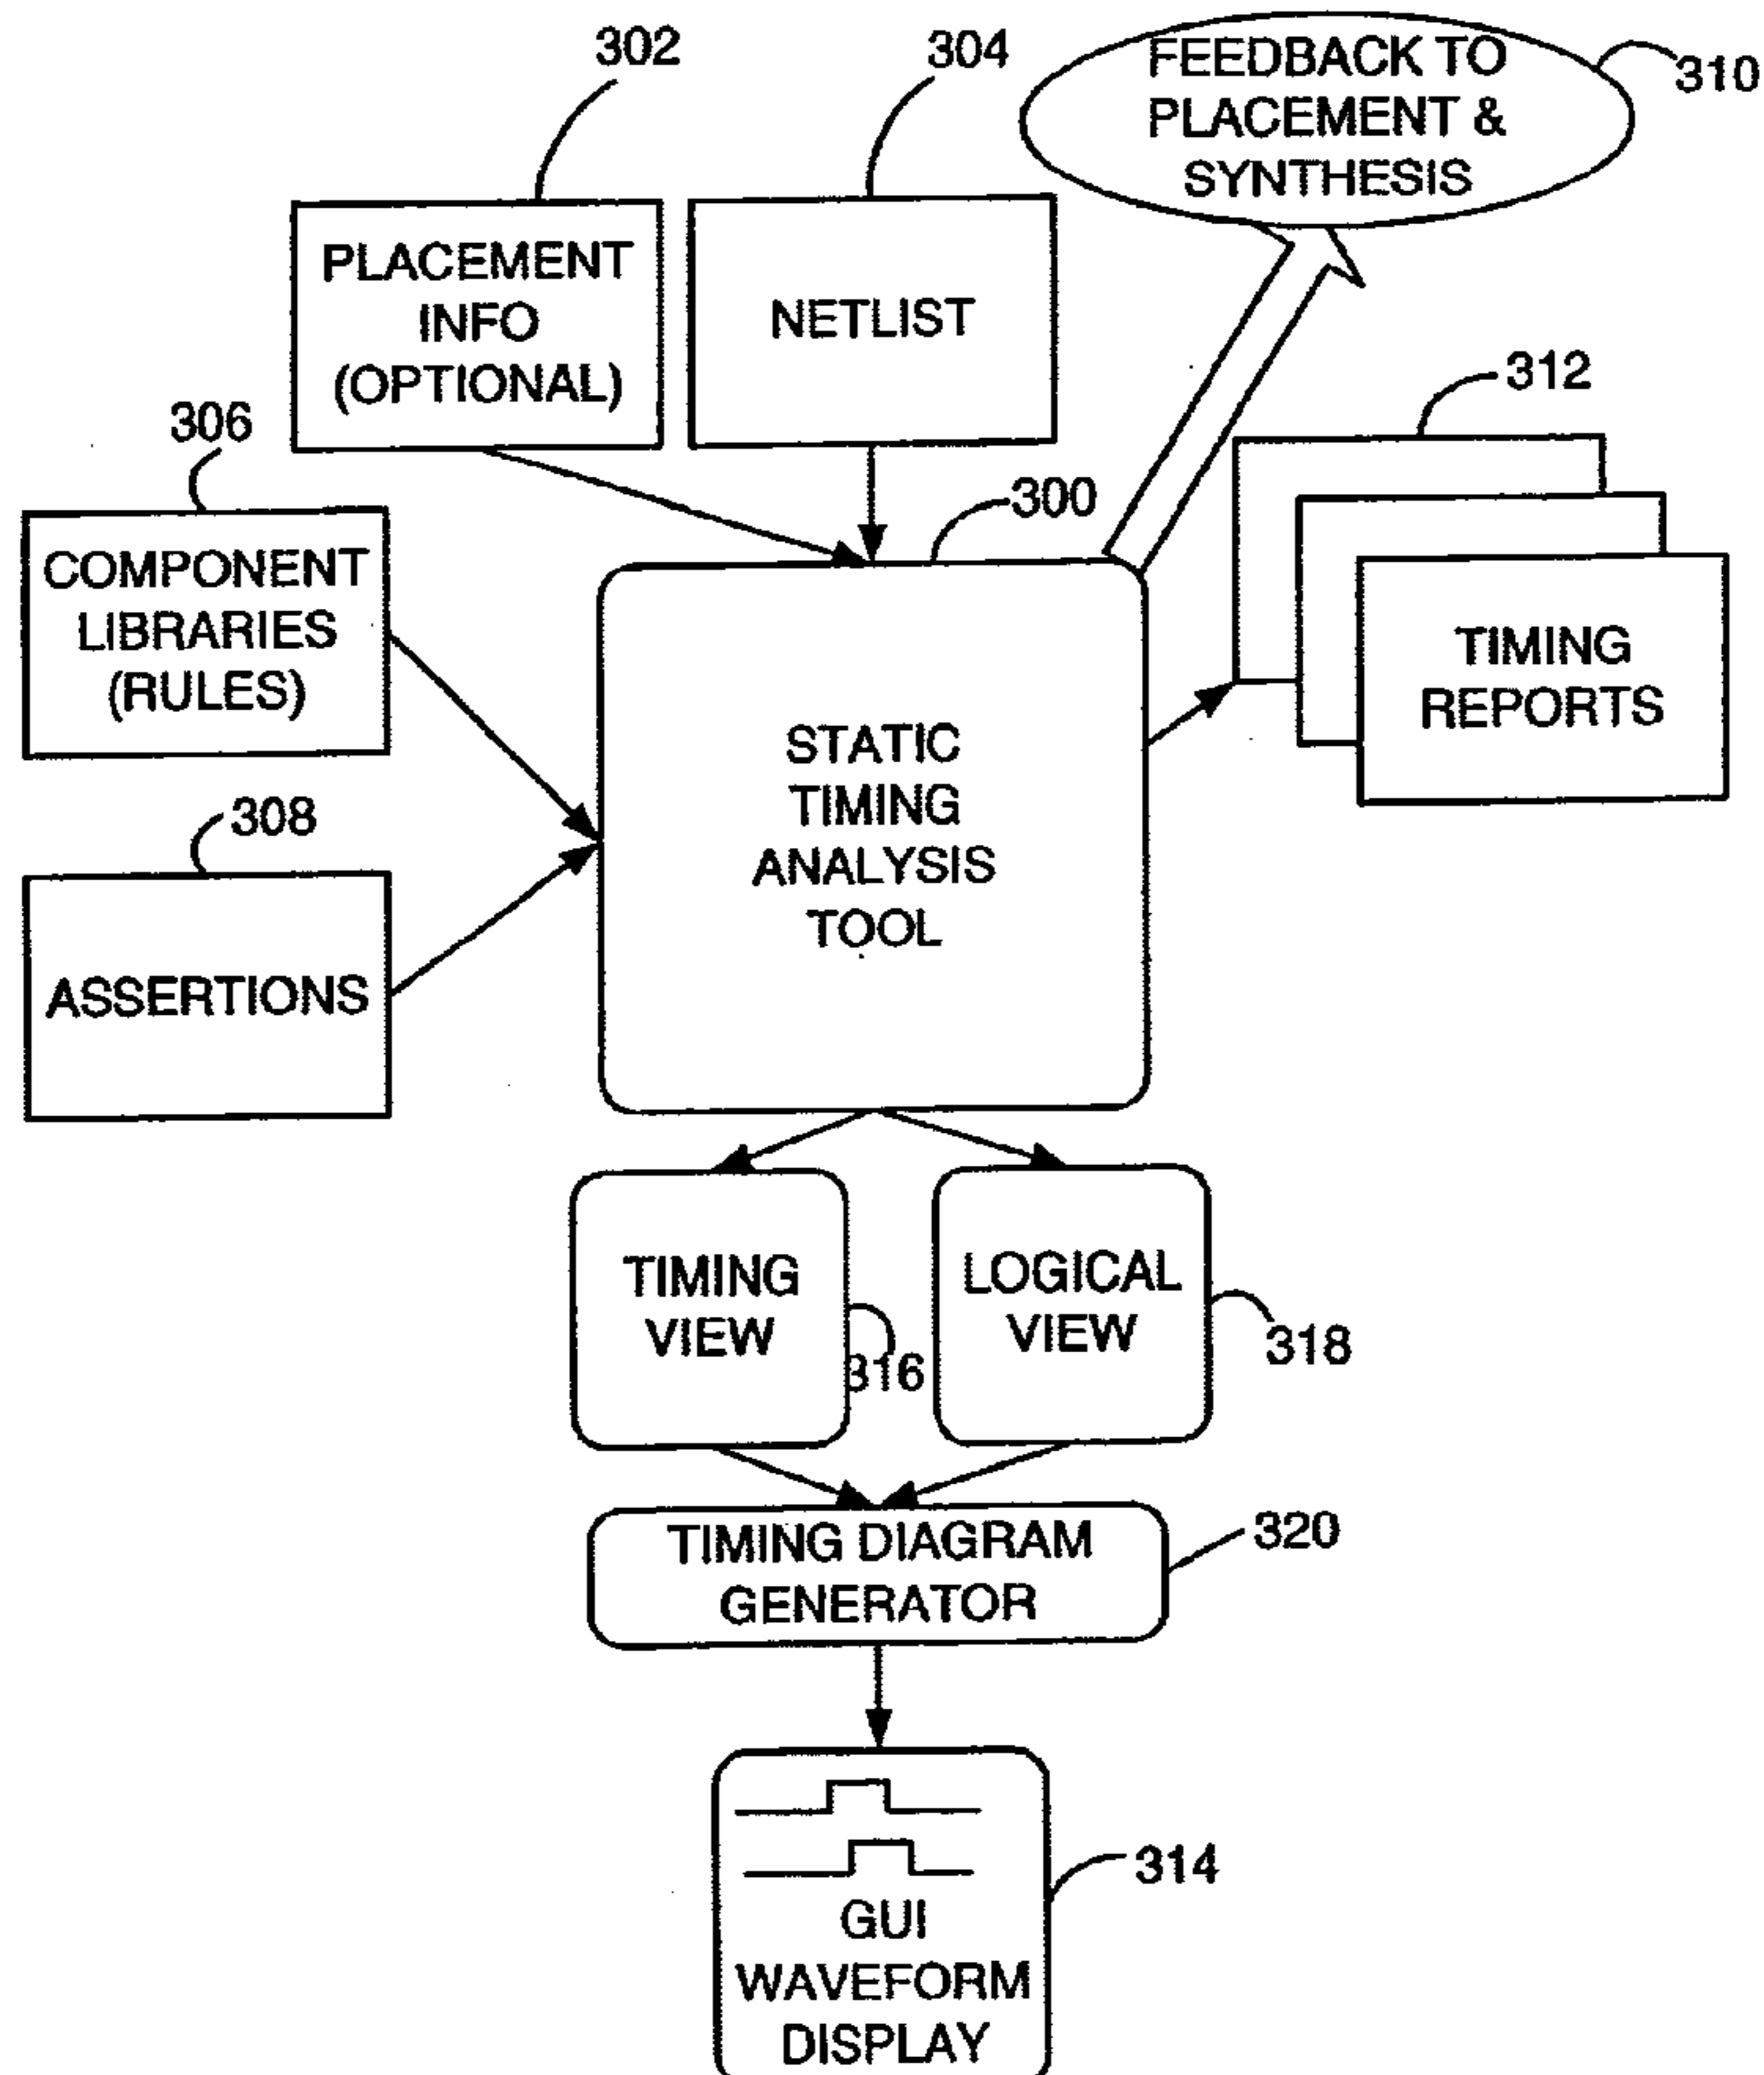 302
304
FEEDBACK TO
PLACEMENT &
SYNTHESIS
310
PLACEMENT
INFO
(OPTIONAL)
NETLIST
312
306
300
COMPONENT
LIBRARIES
(RULES)
TIMING
REPORTS
STATIC
TIMING
ANALYSIS
TOOL
308
ASSERTIONS
TIMING
VIEW
316
LOGICAL
VIEW
318
TIMING DIAGRAM
GENERATOR
320
GUI
WAVEFORM
DISPLAY
314